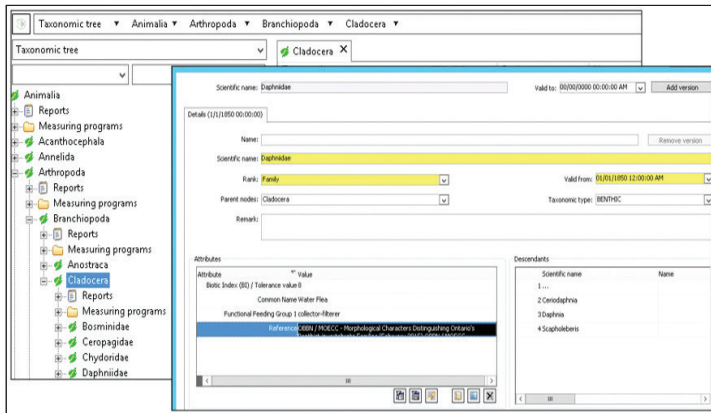 Taxonomic tree ▾ Animalia ▾ Arthropoda ▾ Branchiopoda ▾ Cladocera ▾
Taxonomic tree
Cladocera X
Animalia
Reports
Measuring programs
Acanthocephala
Annelida
Arthropoda
Reports
Measuring programs
Branchiopoda
Reports
Measuring programs
Anostraca
Cladocera
Reports
Measuring programs
Bosminidae
Ceropagidae
Chydoridae
Daphniidae
Scientific name: Daphniidae
Valid to: 00/00/0000 00:00:00 AM
Add version
Details (1/1/1850 00:00:00)
Name:
Remove version
Scientific name: Daphniidae
Rank: Family
Valid from: 01/01/1850 12:00:00 AM
Parent nodes: Cladocera
Taxonomic type: BENTHIC
Remark:
Attributes
Attribute Value
Biotic Index (BI) / Tolerance value 8
Common Name Water Flea
Functional Feeding Group 1 collector-filterer
Reference OBBN / MOECC - Morphological Characters Distinguishing Ontario's
Descendants
Scientific name Name
1 ...
2 Ceriodaphnia
3 Daphnia
4 Scapholeberis